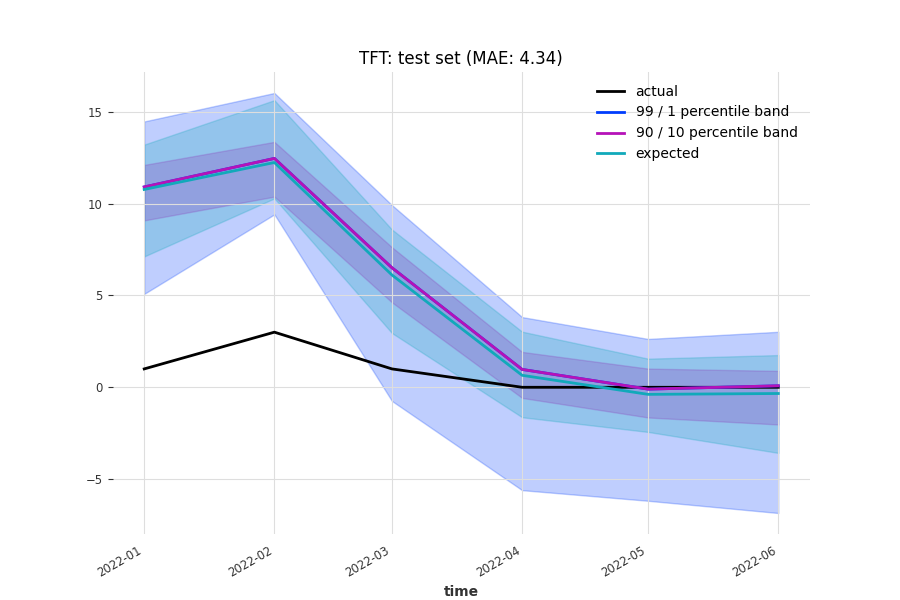 TFT: test set (MAE: 4.34)
actual
99 / 1 percentile band
90 / 10 percentile band
expected
15
10
5
0
−5
2022-01
2022-02
2022-03
2022-04
2022-05
2022-06
time